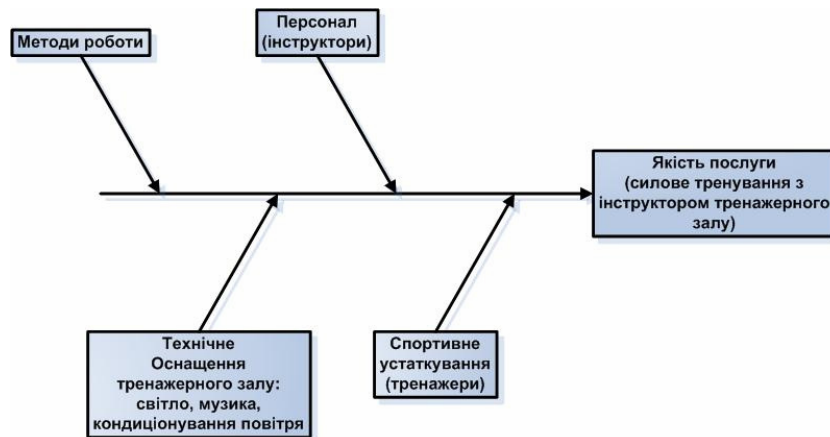 Методи роботи
Персонал
(інструктори)
Якість послуги
(силове тренування з
інструктором тренажерного
залу)
Технічне
Оснащення
тренажерного залу:
світло, музика,
кондиціонування повітря
Спортивне
устаткування
(тренажери)